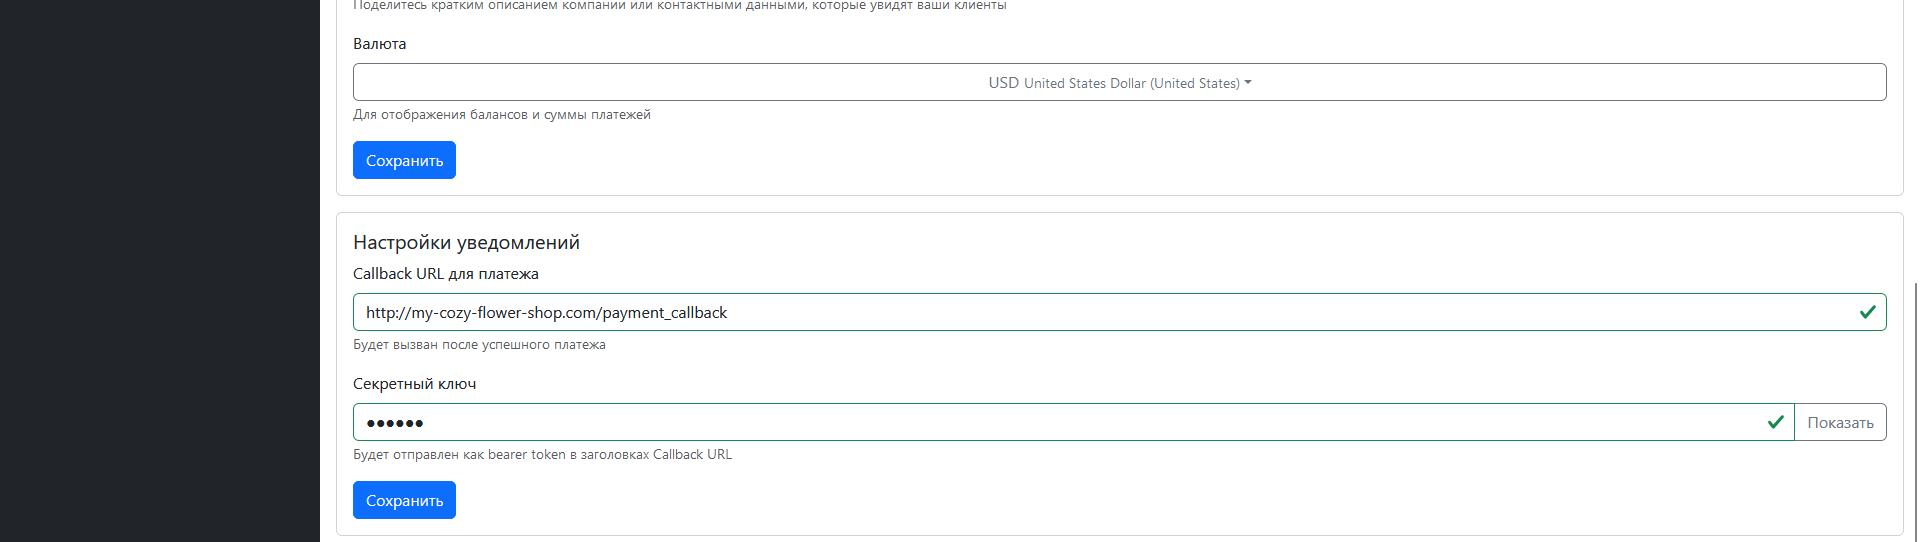 Поделитесь кратким описанием компании или контактными данными, которые увидят ваши клиенты
Валюта
USD United States Dollar (United States)
Для отображения балансов и суммы платежей
Сохранить
Настройки уведомлений
Callback URL для платежа
http://my-cozy-flower-shop.com/payment_callback
Будет вызван после успешного платежа
Секретный ключ
●●●●●● Показать
Будет отправлен как bearer token в заголовках Callback URL
Сохранить